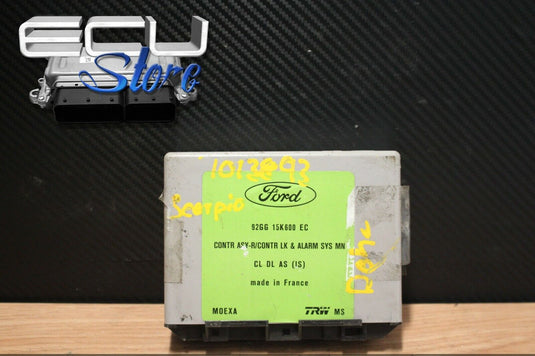 ECU
Store
1013893
Ford
Scorpio
92GG 15K600 EC
CONTR ASY-R/CONTR LK & ALARM SYS MN
CL DL AS (IS)
made in France
MOEXA TRW MS